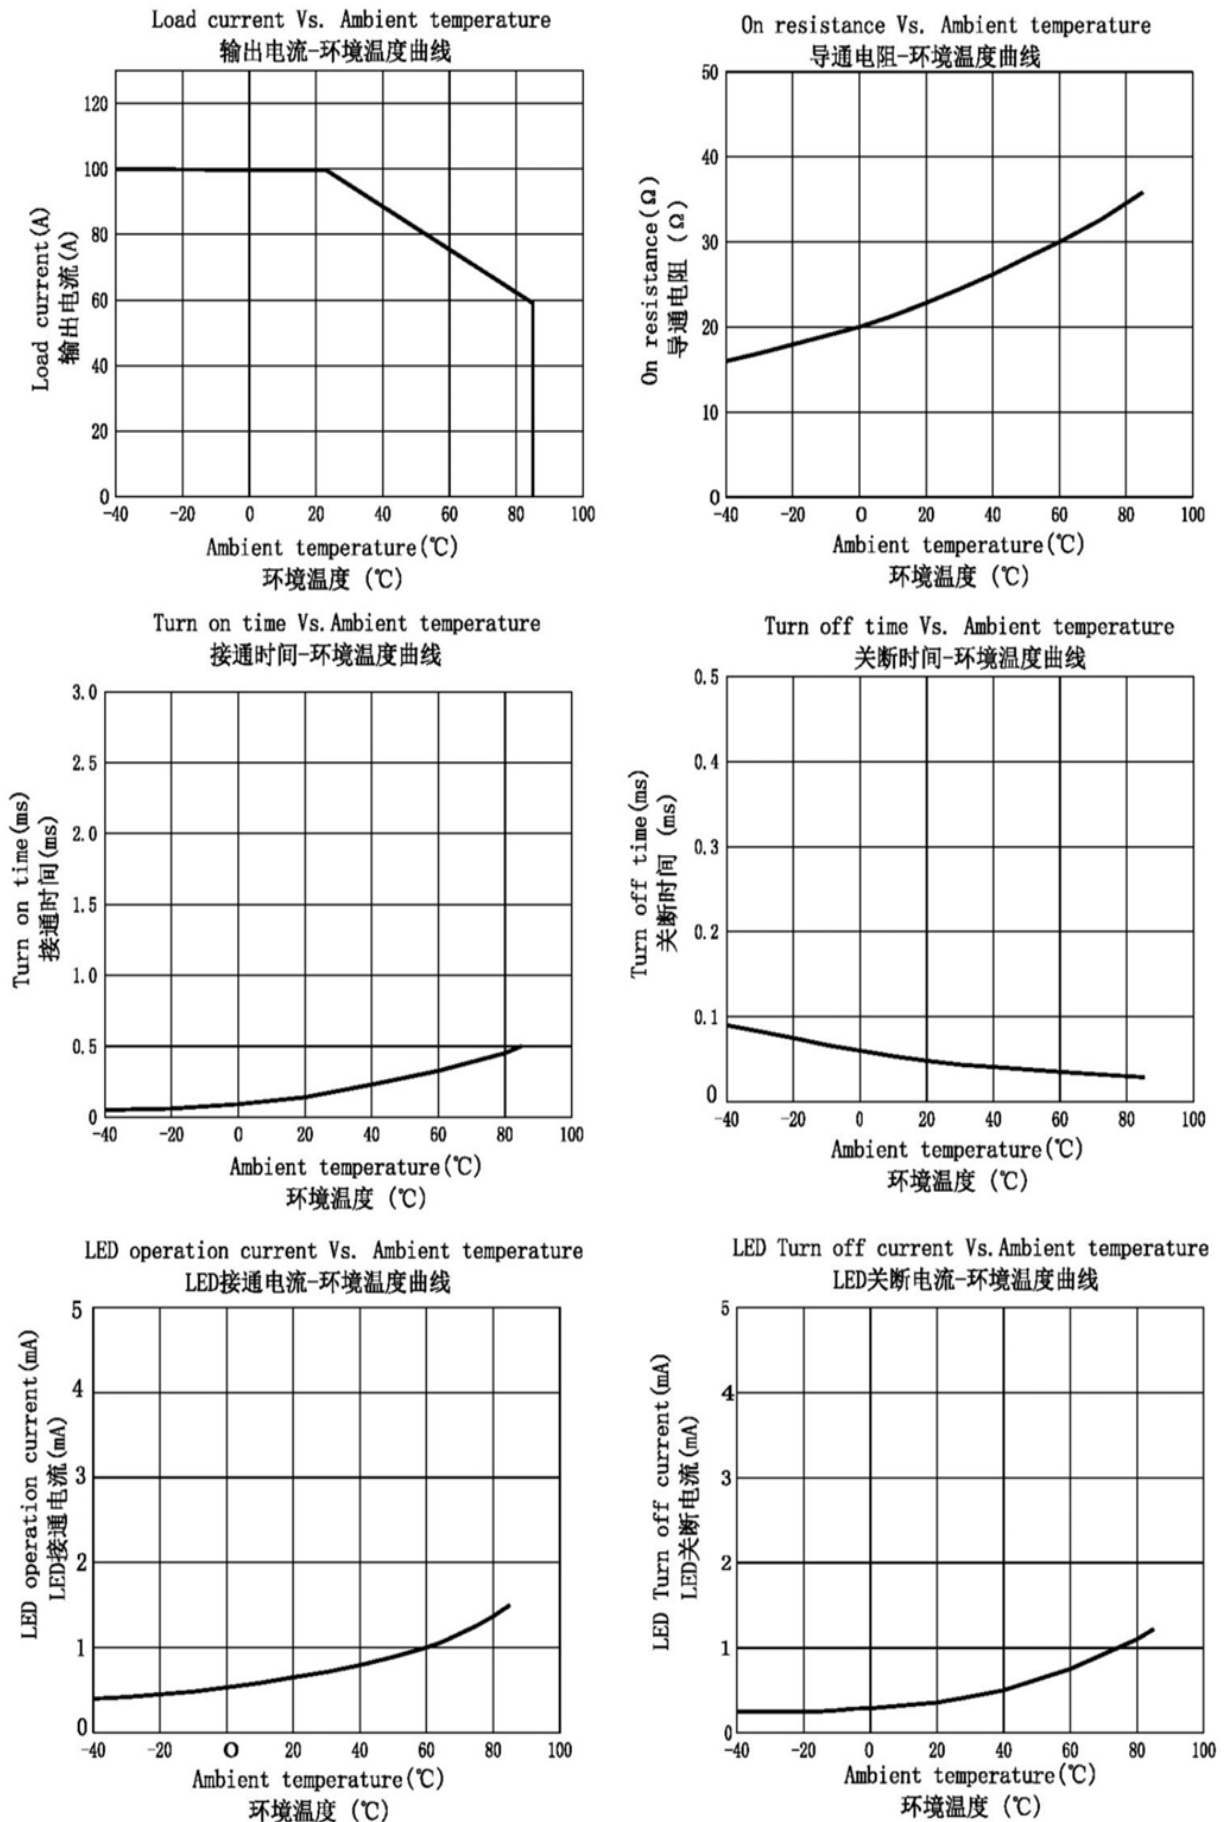 Load current Vs. Ambient temperature
输出电流-环境温度曲线
120
100
80
60
40
20
0
Load current(A)
输出电流(A)
-40 -20 0 20 40 60 80 100
Ambient temperature(℃)
环境温度 (℃)
On resistance Vs. Ambient temperature
导通电阻-环境温度曲线
50
40
30
20
10
0
On resistance(Ω)
导通电阻 (Ω)
-40 -20 0 20 40 60 80 100
Ambient temperature(℃)
环境温度 (℃)
Turn on time Vs.Ambient temperature
接通时间-环境温度曲线
3.0
2.5
2.0
1.5
1.0
0.5
0
Turn on time(ms)
接通时间(ms)
-40 -20 0 20 40 60 80 100
Ambient temperature(℃)
环境温度 (℃)
Turn off time Vs. Ambient temperature
关断时间-环境温度曲线
0.5
0.4
0.3
0.2
0.1
0
Turn off time(ms)
关断时间 (ms)
-40 -20 0 20 40 60 80 100
Ambient temperature(℃)
环境温度 (℃)
LED operation current Vs. Ambient temperature
LED接通电流-环境温度曲线
5
4
3
2
1
0
LED operation current(mA)
LED接通电流(mA)
-40 -20 0 20 40 60 80 100
Ambient temperature(℃)
环境温度 (℃)
LED Turn off current Vs.Ambient temperature
LED关断电流-环境温度曲线
5
4
3
2
1
0
LED Turn off current(mA)
LED关断电流(mA)
-40 -20 0 20 40 60 80 100
Ambient temperature(℃)
环境温度 (℃)